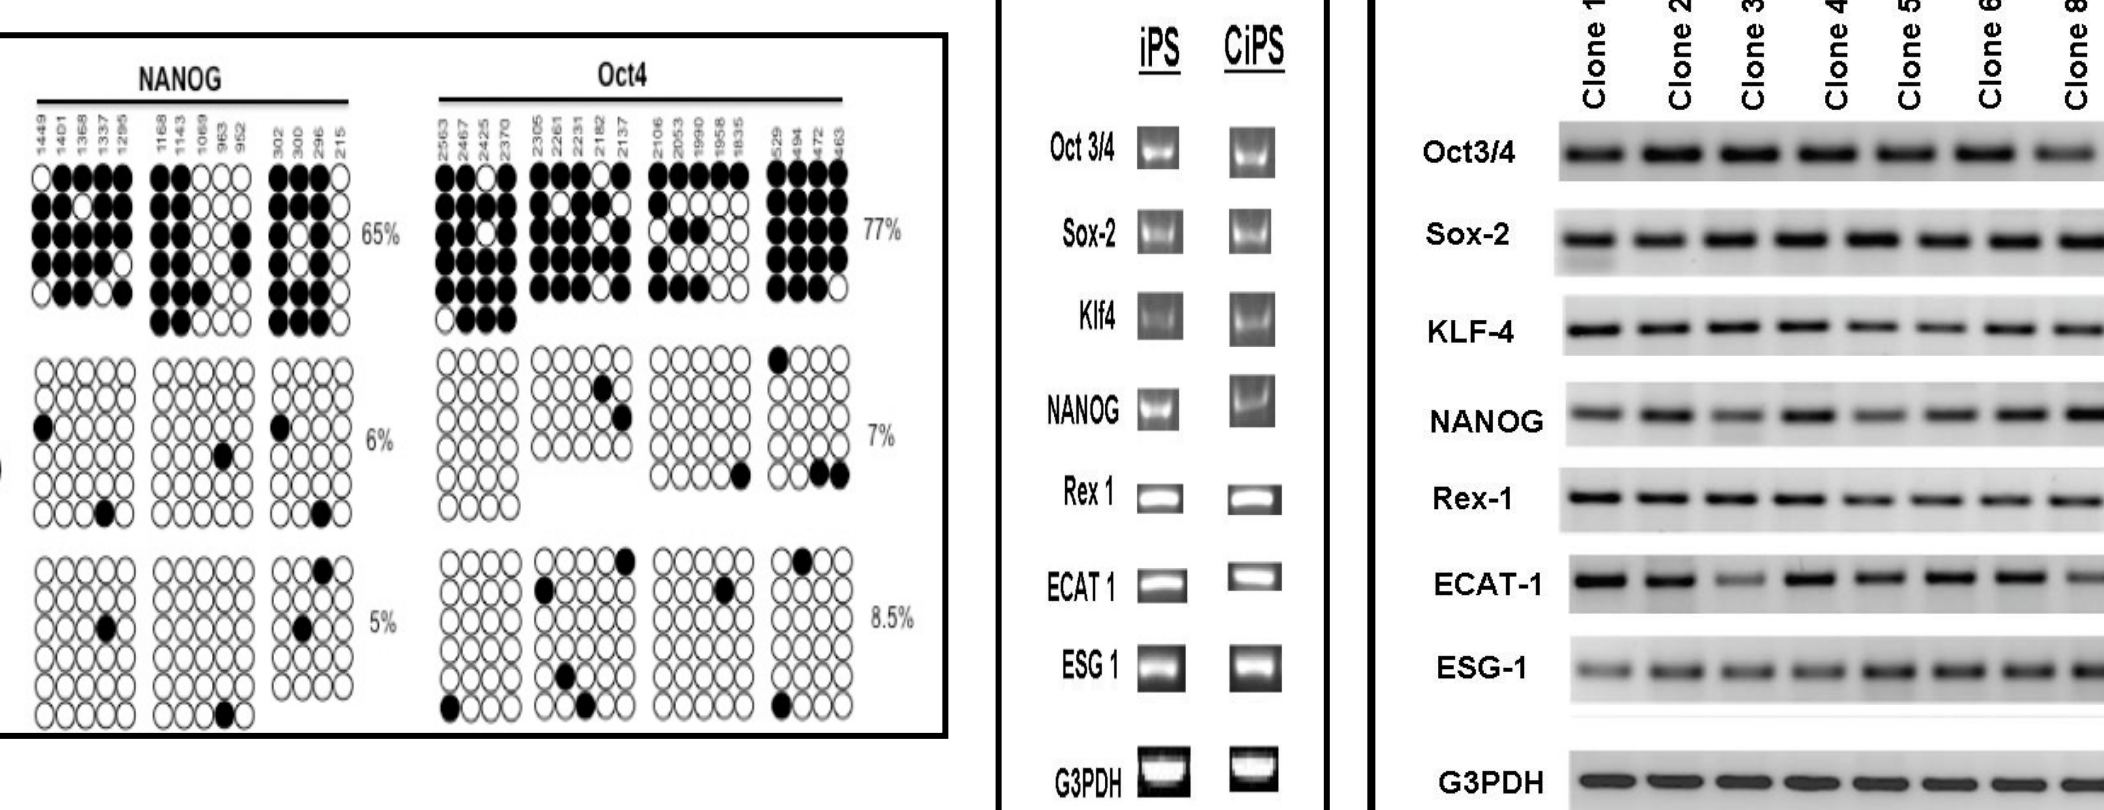 NANOG
1449 1401 1368 1337 1295 1168 1143 1069 963 952 302 300 296 215
65%
6%
5%
Oct4
2563 2467 2425 2370 2305 2261 2231 2182 2137 2106 2053 1990 1958 1835 529 494 472 463
77%
7%
8.5%
iPS CiPS
Oct 3/4
Sox-2
Klf4
NANOG
Rex 1
ECAT 1
ESG 1
G3PDH
Clone 1 Clone 2 Clone 3 Clone 4 Clone 5 Clone 6 Clone 8
Oct3/4
Sox-2
KLF-4
NANOG
Rex-1
ECAT-1
ESG-1
G3PDH